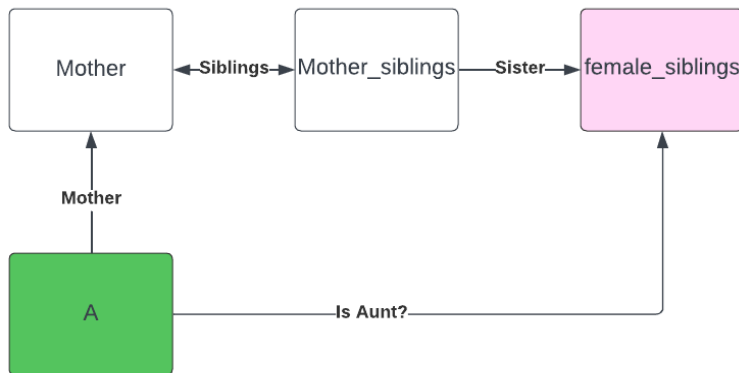 Mother
Siblings
Mother_siblings
Sister
female_siblings
Mother
A
Is Aunt?